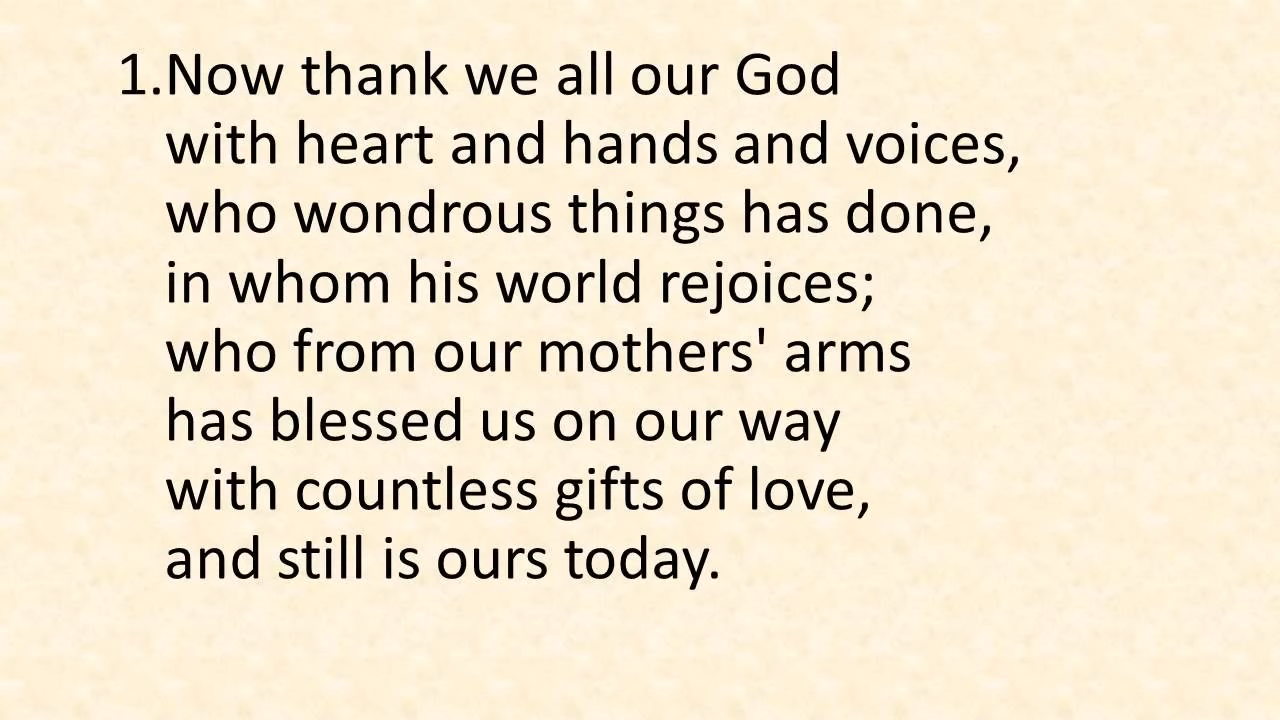 1.Now thank we all our God
with heart and hands and voices,
who wondrous things has done,
in whom his world rejoices;
who from our mothers' arms
has blessed us on our way
with countless gifts of love,
and still is ours today.